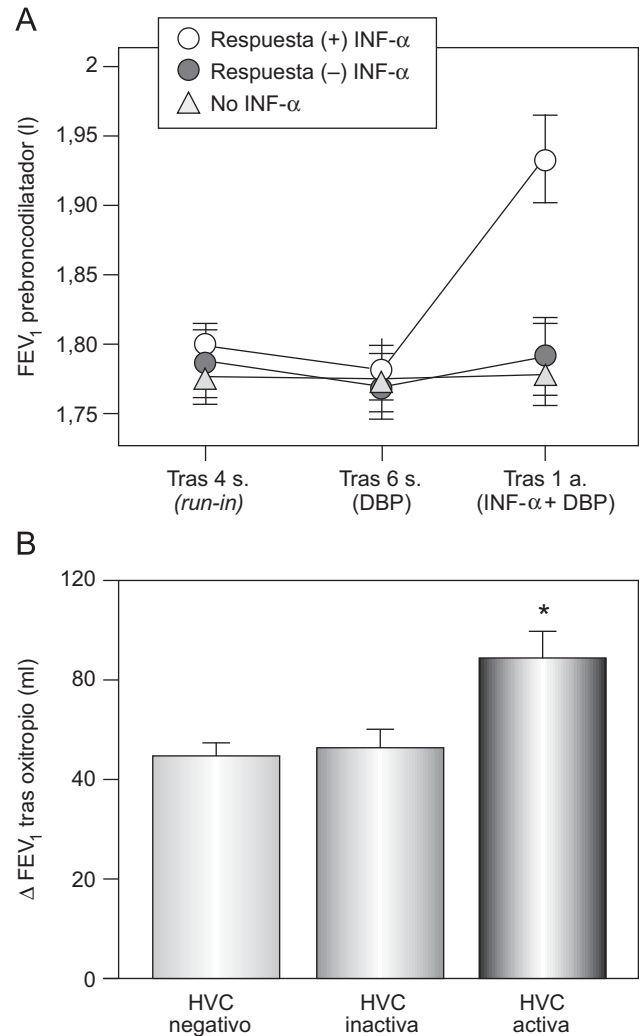 A
Respuesta (+) INF-α
Respuesta (–) INF-α
No INF-α
FEV₁ prebroncodilatador (l)
2
1,95
1,90
1,85
1,80
1,75
Tras 4 s.
(run-in)
Tras 6 s.
(DBP)
Tras 1 a.
(INF-α+ DBP)
B
Δ FEV₁ tras oxitropio (ml)
120
80
40
20
0
*
HVC
negativo
HVC
inactiva
HVC
activa